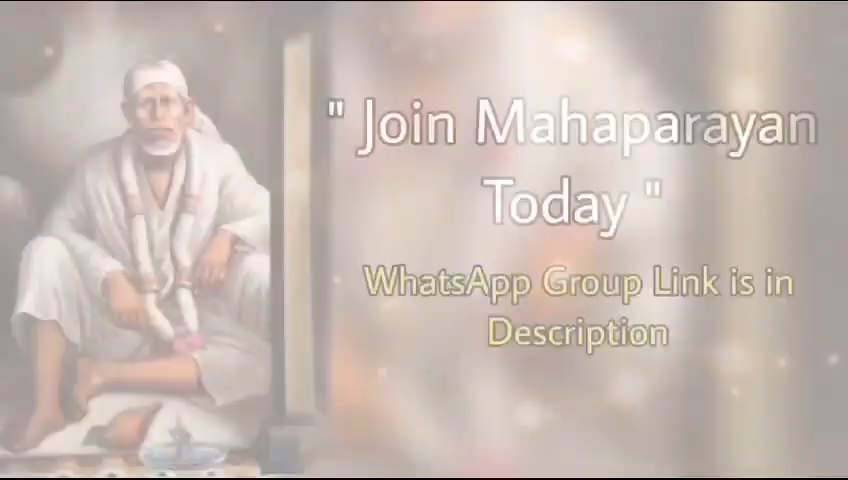 " Join Mahaparayan
Today "
WhatsApp Group Link is in
Description